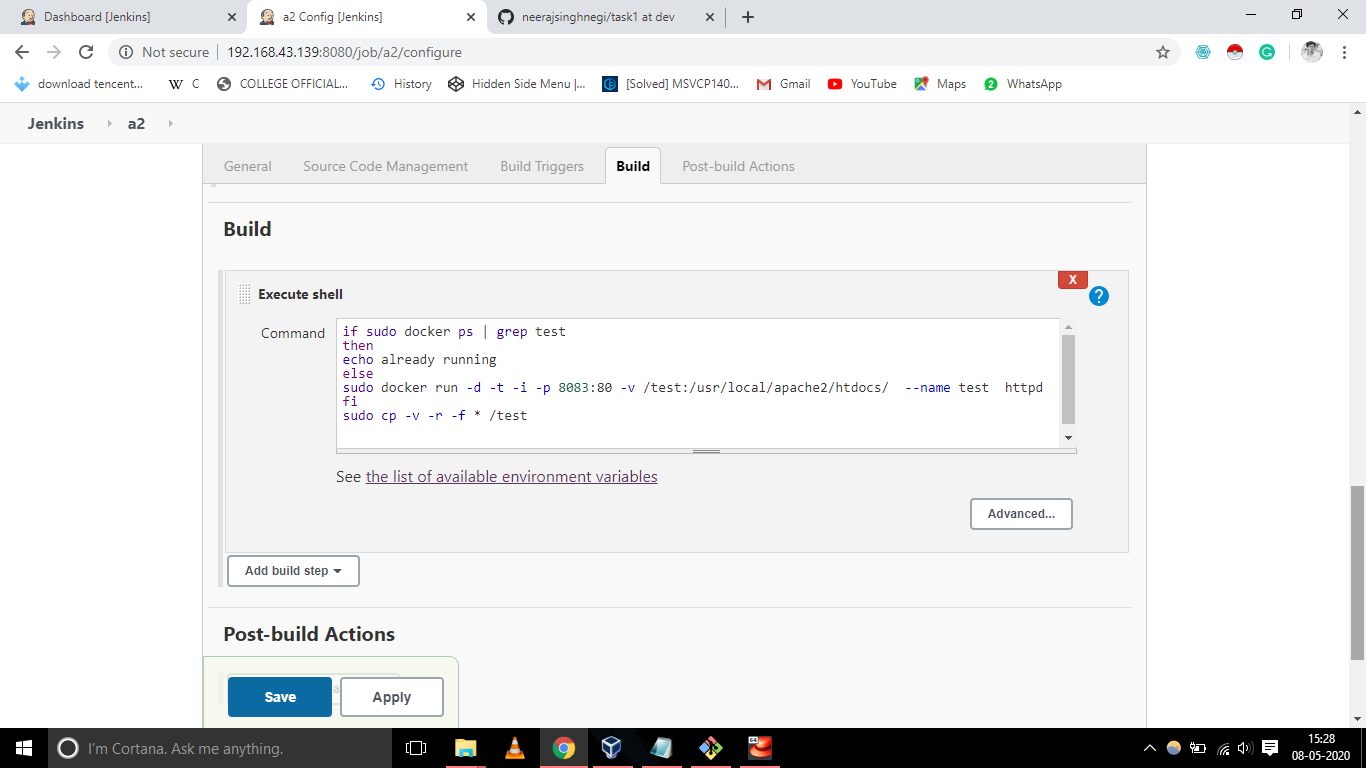 Dashboard [Jenkins]
a2 Config [Jenkins]
neerajsinghnegi/task1 at dev
Not secure
192.168.43.139:8080/job/a2/configure
download tencent...
W C
COLLEGE OFFICIAL...
History
Hidden Side Menu |...
[Solved] MSVCP140...
Gmail
YouTube
Maps
2 WhatsApp
Jenkins
a2
General
Source Code Management
Build Triggers
Build
Post-build Actions
Build
X
Execute shell
?
Command
if sudo docker ps | grep test
then
echo already running
else
sudo docker run -d -t -i -p 8083:80 -v /test:/usr/local/apache2/htdocs/  --name test  httpd
fi
sudo cp -v -r -f * /test
See the list of available environment variables
Advanced...
Add build step
Post-build Actions
Save
Apply
I'm Cortana. Ask me anything.
15:28
08-05-2020